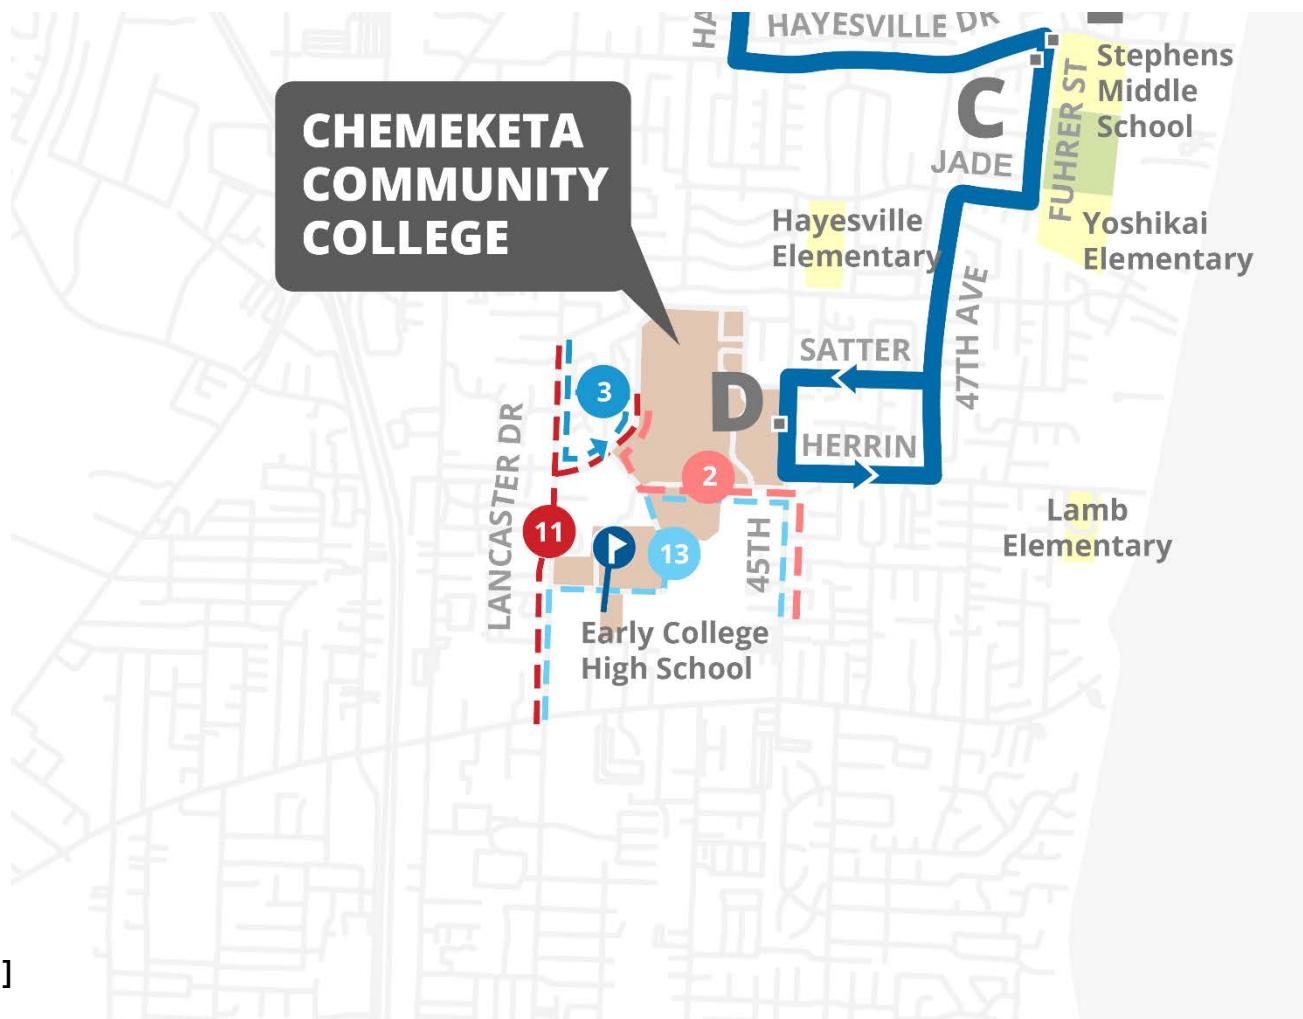 HAYESVILLE DR
HA
Stephens
Middle
School
C
FUHRER ST
JADE
CHEMEKETA
COMMUNITY
COLLEGE
Hayesville
Elementary
Yoshikai
Elementary
47TH AVE
SATTER
3
D
LANCASTER DR
HERRIN
2
11
13
45TH
Lamb
Elementary
Early College
High School
]